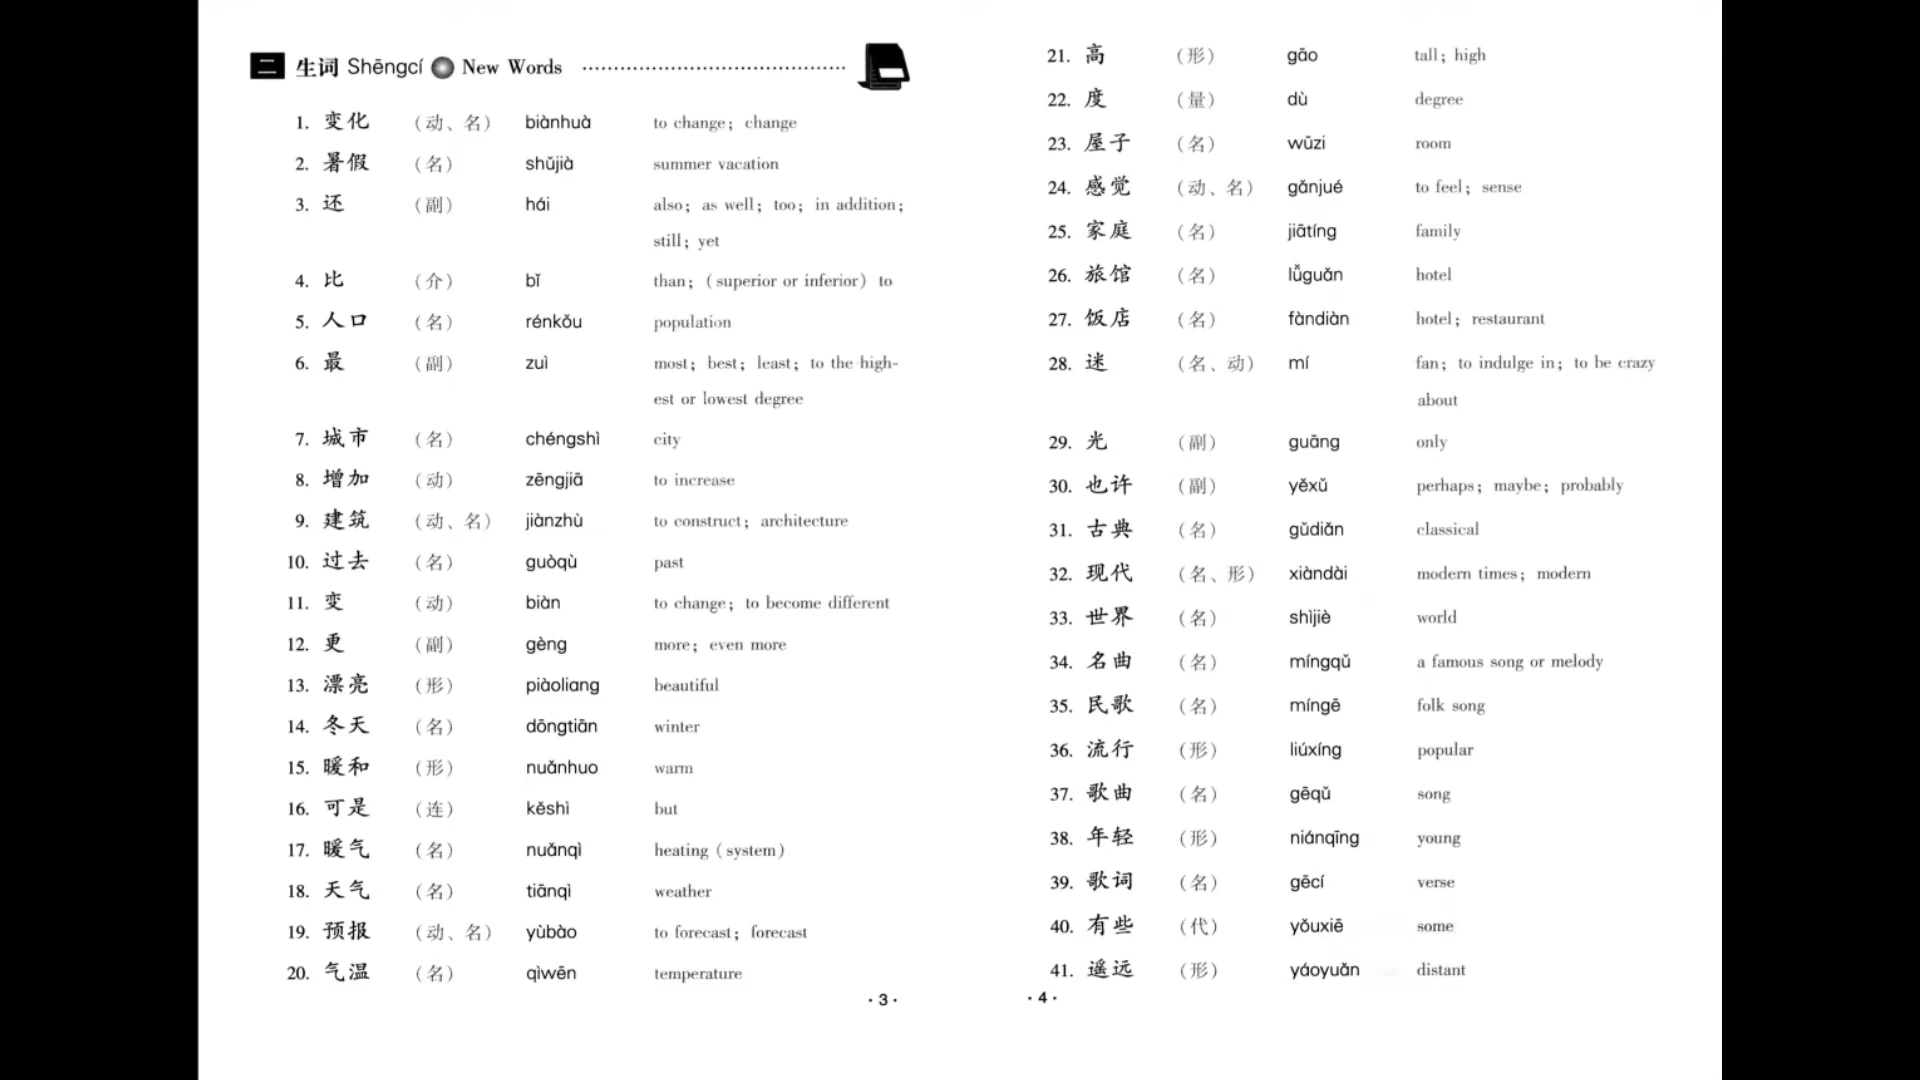 二 生词 Shēngcí New Words
1. 变化 （动、名） biànhuà to change; change
2. 暑假 （名） shǔjià summer vacation
3. 还 （副） hái also; as well; too; in addition;
still; yet
4. 比 （介） bǐ than; (superior or inferior) to
5. 人口 （名） rénkǒu population
6. 最 （副） zuì most; best; least; to the high-
est or lowest degree
7. 城市 （名） chéngshì city
8. 增加 （动） zēngjiā to increase
9. 建筑 （动、名） jiànzhù to construct; architecture
10. 过去 （名） guòqù past
11. 变 （动） biàn to change; to become different
12. 更 （副） gèng more; even more
13. 漂亮 （形） piàoliang beautiful
14. 冬天 （名） dōngtiān winter
15. 暖和 （形） nuǎnhuo warm
16. 可是 （连） kěshì but
17. 暖气 （名） nuǎnqì heating (system)
18. 天气 （名） tiānqì weather
19. 预报 （动、名） yùbào to forecast; forecast
20. 气温 （名） qìwēn temperature
· 3 ·
21. 高 （形） gāo tall; high
22. 度 （量） dù degree
23. 屋子 （名） wūzi room
24. 感觉 （动、名） gǎnjué to feel; sense
25. 家庭 （名） jiātíng family
26. 旅馆 （名） lǚguǎn hotel
27. 饭店 （名） fàndiàn hotel; restaurant
28. 迷 （名、动） mí fan; to indulge in; to be crazy
about
29. 光 （副） guāng only
30. 也许 （副） yěxǔ perhaps; maybe; probably
31. 古典 （名） gǔdiǎn classical
32. 现代 （名、形） xiàndài modern times; modern
33. 世界 （名） shìjiè world
34. 名曲 （名） míngqǔ a famous song or melody
35. 民歌 （名） míngē folk song
36. 流行 （形） liúxíng popular
37. 歌曲 （名） gēqǔ song
38. 年轻 （形） niánqīng young
39. 歌词 （名） gēcí verse
40. 有些 （代） yǒuxiē some
41. 遥远 （形） yáoyuǎn distant
· 4 ·